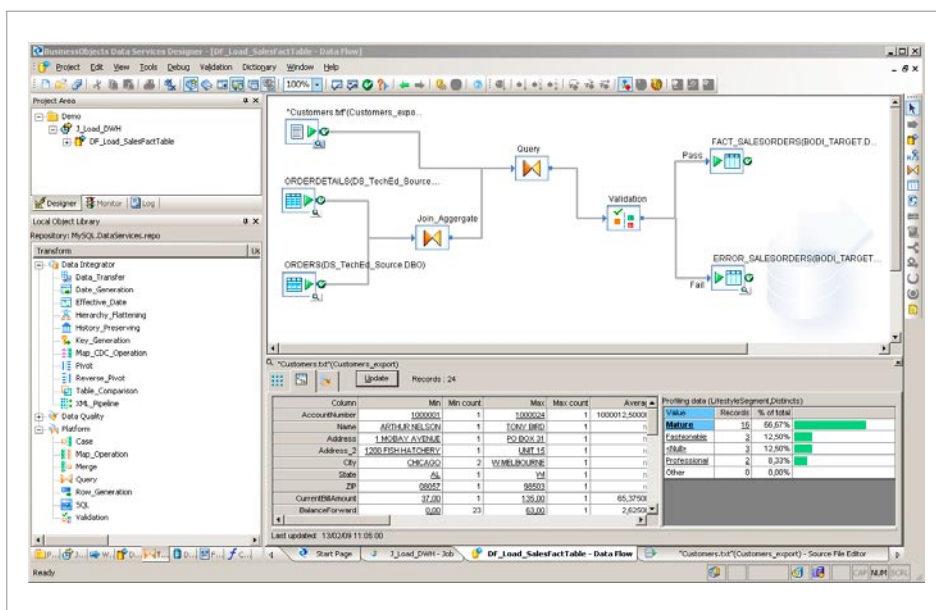 BusinessObjects Data Services Designer - [DF_Load_SalesFactTable - Data Flow]
Project Edit View Tools Debug Validation Dictionary Window Help
100%
Project Area
Demo
J_Load_DWH
DF_Load_SalesFactTable
Designer Monitor Log
Local Object Library
Repository: MySQL.DataServices.repo
Transform
Data Integrator
Data_Transfer
Date_Generation
Effective_Date
Hierarchy_Flattening
History_Preserving
Key_Generation
Map_CDC_Operation
Pivot
Reverse_Pivot
Table_Comparison
XML_Pipeline
Data Quality
Platform
Case
Map_Operation
Merge
Query
Row_Generation
SQL
Validation
"Customers.txt"(Customers_expo...
Query
FACT_SALESORDERS(BODI_TARGET.D...
Pass
ORDERDETAILS(DS_TechEd_Source....
Validation
Join_Aggergate
ORDERS(DS_TechEd_Source.DBO)
ERROR_SALESORDERS(BODI_TARGET....
Fail
"Customers.txt"(Customers_export)
Update Records : 24
Column Min Min count Max Max count Averag
AccountNumber 1000001 1 1000024 1 1000012,5000
Name ARTHUR NELSON 1 TONY BIRD 1
Address 1 MOBAY AVENUE 1 PO BOX 31 1
Address_2 1200 FISH HATCHERY 1 UNIT 15 1
City CHICAGO 2 W.MELBOURNE 1
State AL 1 1
ZIP 08057 1 98503 1
CurrentBillAmount 37,00 1 135,00 1 65,37500
BalanceForward 0,00 23 63,00 1 2,62500
Profiling data (LifestyleSegment,Distincts)
Value Records % of total
Mature 16 66,67%
Fashionable 3 12,50%
<Null> 3 12,50%
Professional 2 8,33%
Other 0 0,00%
Last updated: 13/02/09 11:05:00
P... J... W... D... T... D... F... C...
Start Page J_Load_DWH - Job DF_Load_SalesFactTable - Data Flow "Customers.txt"(Customers_export) - Source File Editor
Ready CAP NUM SCRL